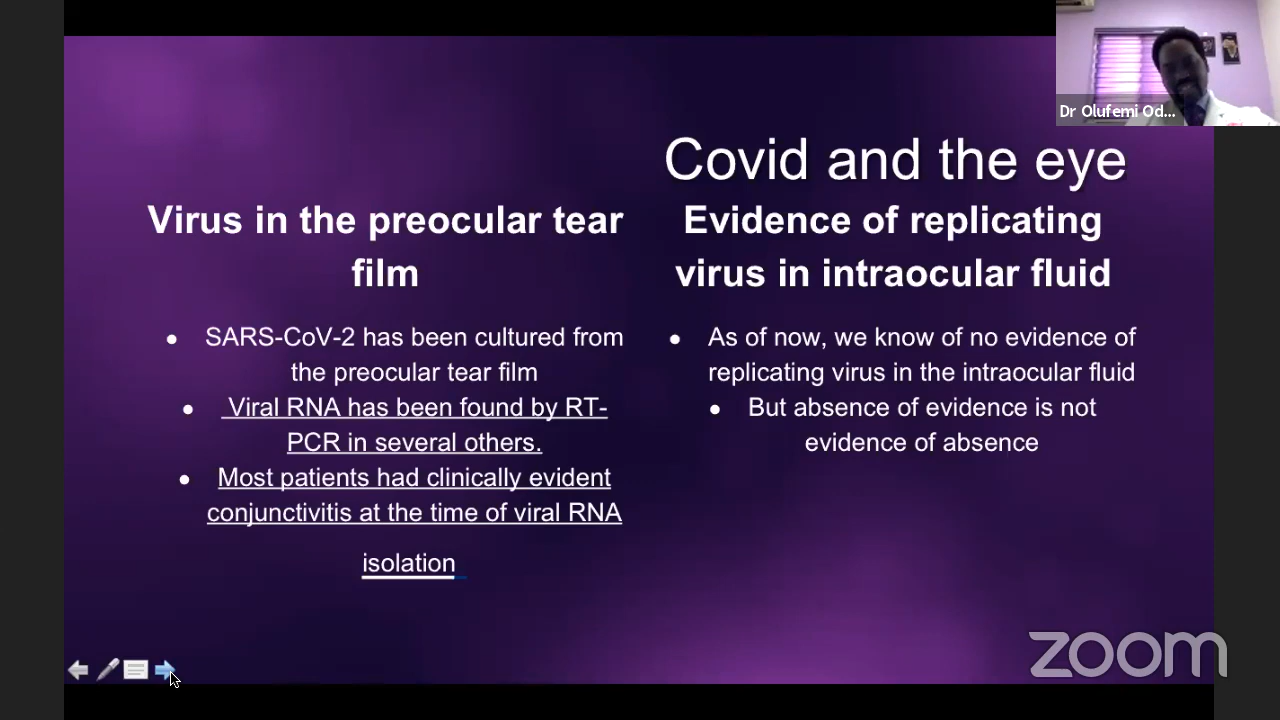 Dr Olufemi Od...
Covid and the eye
Virus in the preocular tear
film
• SARS-CoV-2 has been cultured from
the preocular tear film
• Viral RNA has been found by RT-
PCR in several others.
• Most patients had clinically evident
conjunctivitis at the time of viral RNA
isolation
Evidence of replicating
virus in intraocular fluid
• As of now, we know of no evidence of
replicating virus in the intraocular fluid
• But absence of evidence is not
evidence of absence
zoom